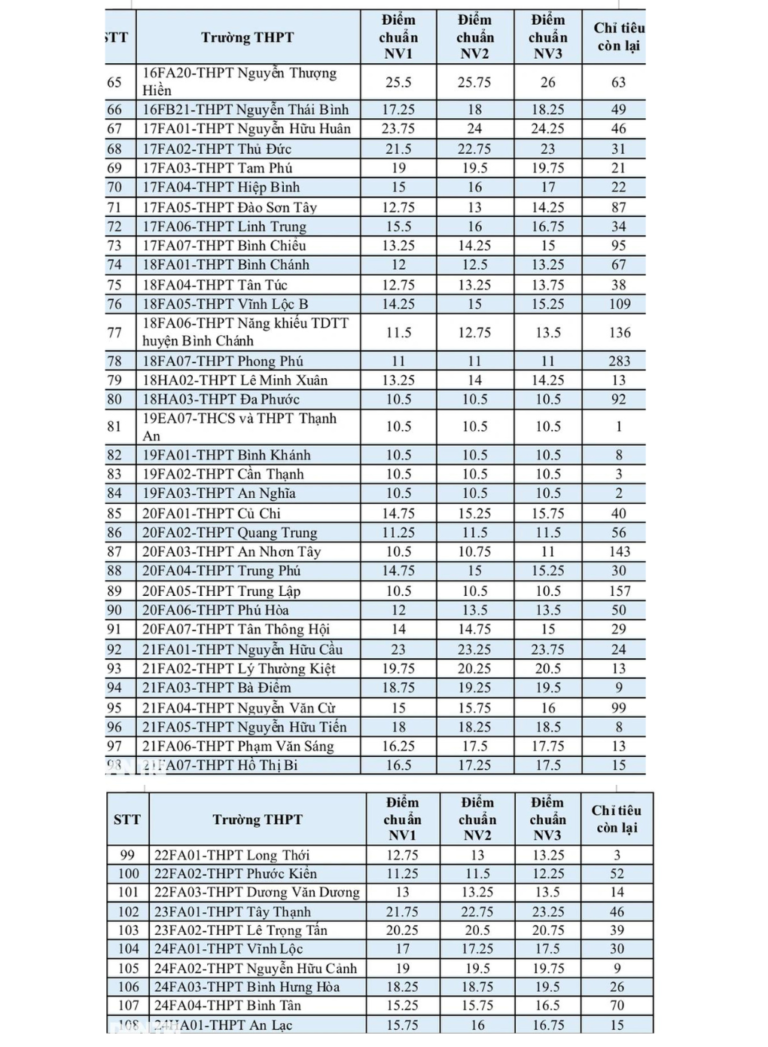 STT Trường THPT Điểm chuẩn NV1 Điểm chuẩn NV2 Điểm chuẩn NV3 Chỉ tiêu còn lại
65 16FA20-THPT Nguyễn Thượng Hiền 25.5 25.75 26 63
66 16FB21-THPT Nguyễn Thái Bình 17.25 18 18.25 49
67 17FA01-THPT Nguyễn Hữu Huân 23.75 24 24.25 46
68 17FA02-THPT Thủ Đức 21.5 22.75 23 31
69 17FA03-THPT Tam Phú 19 19.5 19.75 21
70 17FA04-THPT Hiệp Bình 15 16 17 22
71 17FA05-THPT Đào Sơn Tây 12.75 13 14.25 87
72 17FA06-THPT Linh Trung 15.5 16 16.75 34
73 17FA07-THPT Bình Chiểu 13.25 14.25 15 95
74 18FA01-THPT Bình Chánh 12 12.5 13.25 67
75 18FA04-THPT Tân Túc 12.75 13.25 13.75 38
76 18FA05-THPT Vĩnh Lộc B 14.25 15 15.25 109
77 18FA06-THPT Năng khiếu TDTT huyện Bình Chánh 11.5 12.75 13.5 136
78 18FA07-THPT Phong Phú 11 11 11 283
79 18HA02-THPT Lê Minh Xuân 13.25 14 14.25 13
80 18HA03-THPT Đa Phước 10.5 10.5 10.5 92
81 19EA07-THCS và THPT Thạnh An 10.5 10.5 10.5 1
82 19FA01-THPT Bình Khánh 10.5 10.5 10.5 8
83 19FA02-THPT Cần Thạnh 10.5 10.5 10.5 3
84 19FA03-THPT An Nghĩa 10.5 10.5 10.5 2
85 20FA01-THPT Củ Chi 14.75 15.25 15.75 40
86 20FA02-THPT Quang Trung 11.25 11.5 11.5 56
87 20FA03-THPT An Nhơn Tây 10.5 10.75 11 143
88 20FA04-THPT Trung Phú 14.75 15 15.25 30
89 20FA05-THPT Trung Lập 10.5 10.5 10.5 157
90 20FA06-THPT Phú Hòa 12 13.5 13.5 50
91 20FA07-THPT Tân Thông Hội 14 14.75 15 29
92 21FA01-THPT Nguyễn Hữu Cầu 23 23.25 23.75 24
93 21FA02-THPT Lý Thường Kiệt 19.75 20.25 20.5 13
94 21FA03-THPT Bà Điểm 18.75 19.25 19.5 9
95 21FA04-THPT Nguyễn Văn Cừ 15 15.75 16 99
96 21FA05-THPT Nguyễn Hữu Tiến 18 18.25 18.5 8
97 21FA06-THPT Phạm Văn Sáng 16.25 17.5 17.75 13
98 21FA07-THPT Hồ Thị Bi 16.5 17.25 17.5 15
STT Trường THPT Điểm chuẩn NV1 Điểm chuẩn NV2 Điểm chuẩn NV3 Chỉ tiêu còn lại
99 22FA01-THPT Long Thới 12.75 13 13.25 3
100 22FA02-THPT Phước Kiển 11.25 11.5 12.25 52
101 22FA03-THPT Dương Văn Dương 13 13.25 13.5 14
102 23FA01-THPT Tây Thạnh 21.75 22.75 23.25 46
103 23FA02-THPT Lê Trọng Tấn 20.25 20.5 20.75 39
104 24FA01-THPT Vĩnh Lộc 17 17.25 17.5 30
105 24FA02-THPT Nguyễn Hữu Cảnh 19 19.5 19.75 9
106 24FA03-THPT Bình Hưng Hòa 18.25 18.75 19.5 26
107 24FA04-THPT Bình Tân 15.25 15.75 16.5 70
108 24HA01-THPT An Lạc 15.75 16 16.75 15